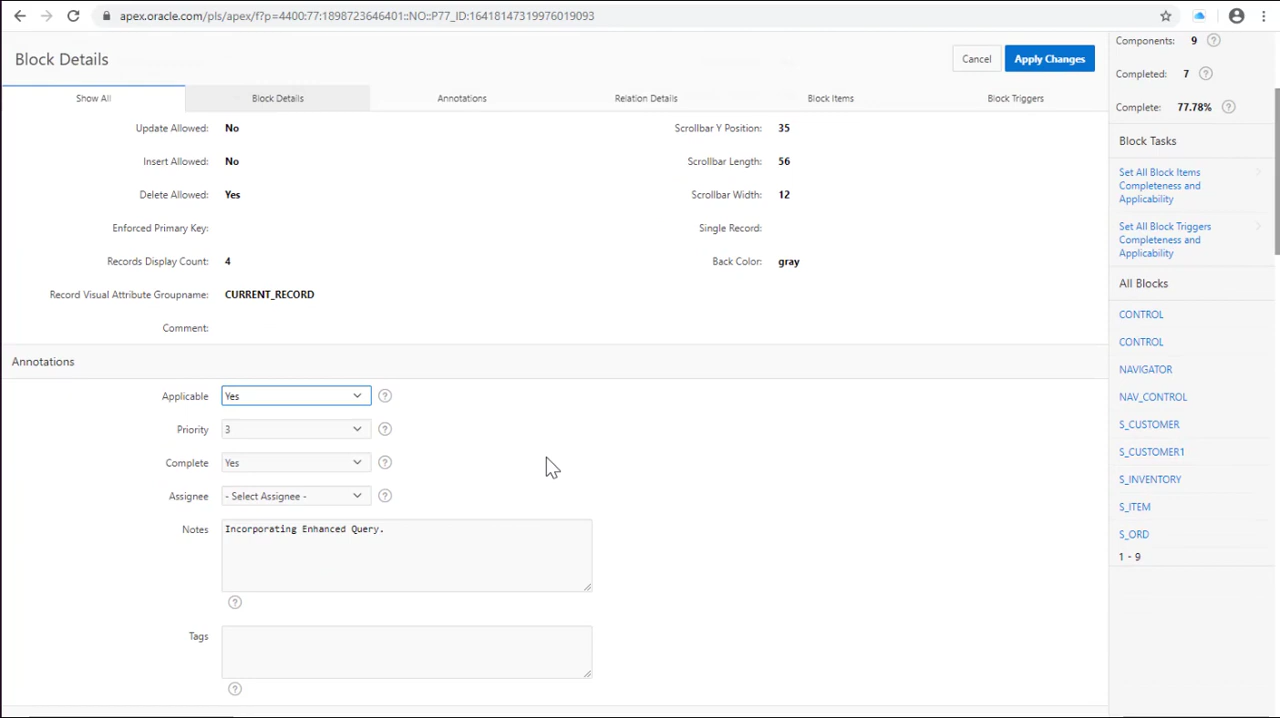 apex.oracle.com/pls/apex/f?p=4400:77:1898723646401::NO::P77_ID:16418147319976019093
Block Details
Cancel
Apply Changes
Show All
Block Details
Annotations
Relation Details
Block Items
Block Triggers
Update Allowed: No
Insert Allowed: No
Delete Allowed: Yes
Enforced Primary Key:
Records Display Count: 4
Record Visual Attribute Groupname: CURRENT_RECORD
Comment:
Scrollbar Y Position: 35
Scrollbar Length: 56
Scrollbar Width: 12
Single Record:
Back Color: gray
Annotations
Applicable Yes ?
Priority 3 ?
Complete Yes ?
Assignee - Select Assignee - ?
Notes Incorporating Enhanced Query.
?
Tags
?
Components: 9 ?
Completed: 7 ?
Complete: 77.78% ?
Block Tasks
Set All Block Items
Completeness and
Applicability
Set All Block Triggers
Completeness and
Applicability
All Blocks
CONTROL
CONTROL
NAVIGATOR
NAV_CONTROL
S_CUSTOMER
S_CUSTOMER1
S_INVENTORY
S_ITEM
S_ORD
1 - 9